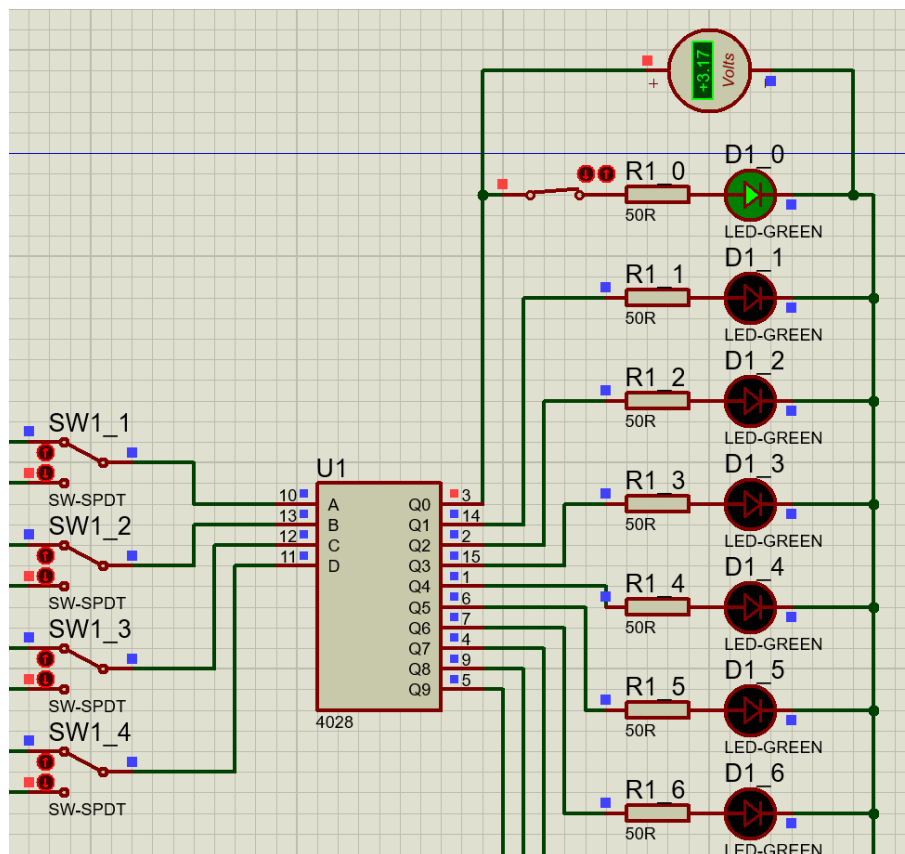 +3.17
Volts
+
D1_0
R1_0
50R
LED-GREEN
D1_1
R1_1
50R
LED-GREEN
D1_2
R1_2
50R
LED-GREEN
D1_3
R1_3
50R
LED-GREEN
D1_4
R1_4
50R
LED-GREEN
D1_5
R1_5
50R
LED-GREEN
D1_6
R1_6
50R
LED-GREEN
SW1_1
SW-SPDT
SW1_2
SW-SPDT
SW1_3
SW-SPDT
SW1_4
SW-SPDT
U1
10 A Q0 3
13 B Q1 14
12 C Q2 2
11 D Q3 15
Q4 1
Q5 6
Q6 7
Q7 4
Q8 9
Q9 5
4028